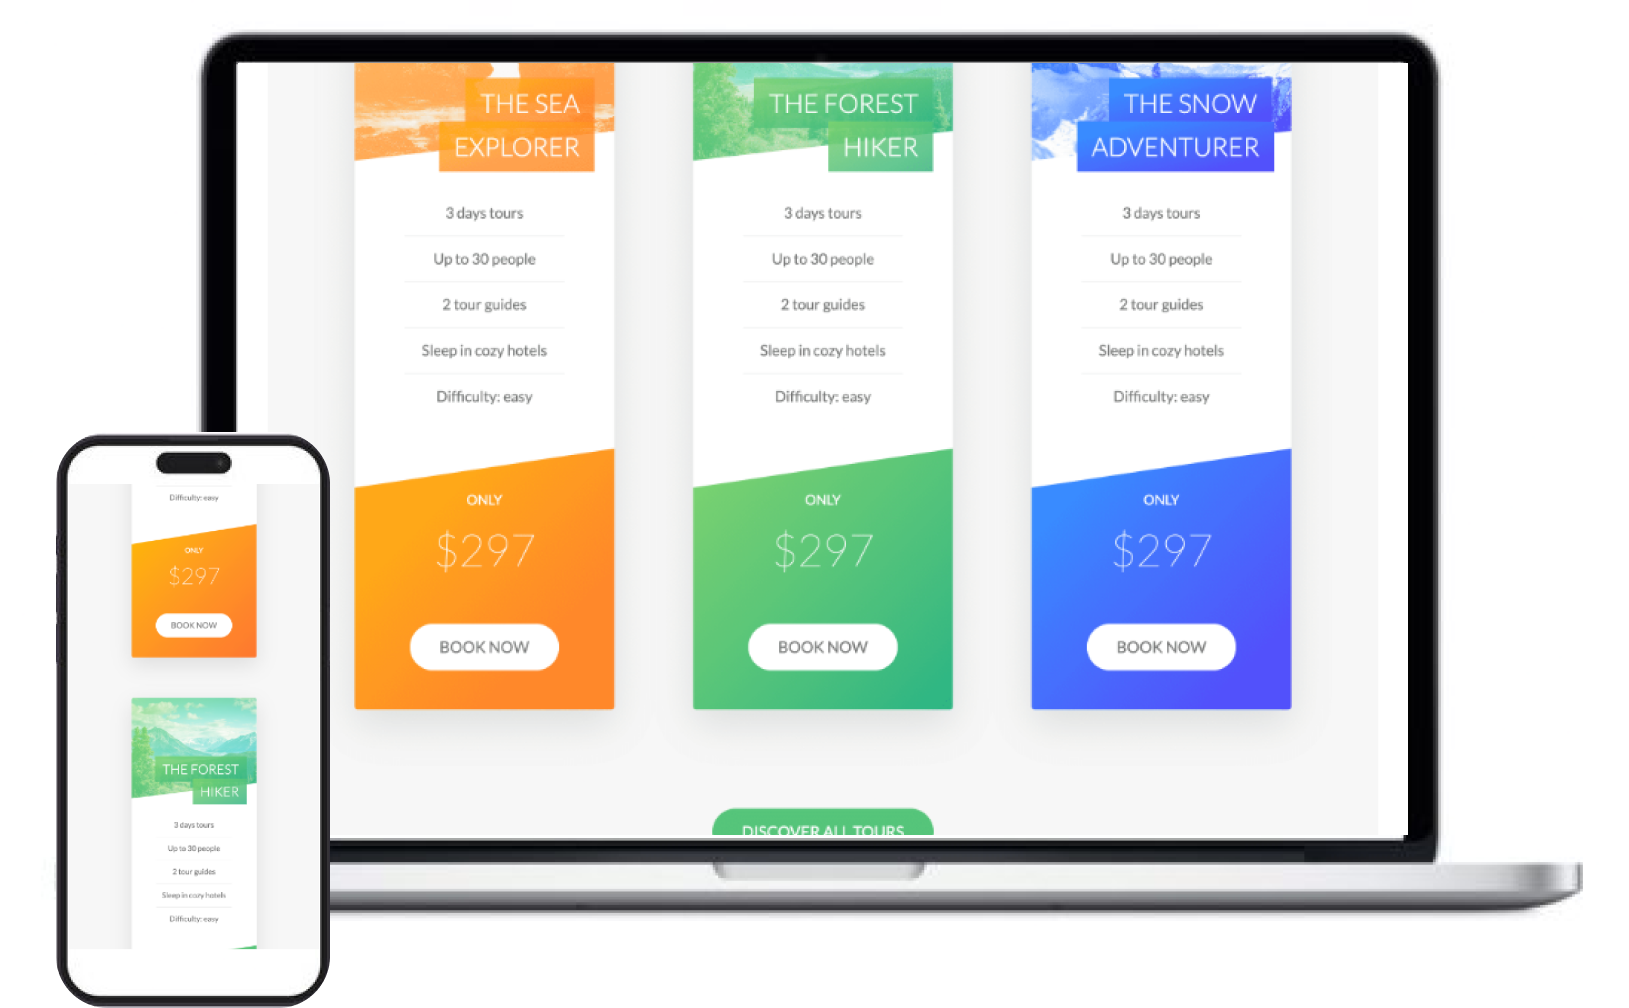 THE SEA
EXPLORER
3 days tours
Up to 30 people
2 tour guides
Sleep in cozy hotels
Difficulty: easy
ONLY
$297
BOOK NOW
THE FOREST
HIKER
3 days tours
Up to 30 people
2 tour guides
Sleep in cozy hotels
Difficulty: easy
ONLY
$297
BOOK NOW
THE SNOW
ADVENTURER
3 days tours
Up to 30 people
2 tour guides
Sleep in cozy hotels
Difficulty: easy
ONLY
$297
BOOK NOW
DISCOVER ALL TOURS
Difficulty: easy
ONLY
$297
BOOK NOW
THE FOREST
HIKER
3 days tours
Up to 30 people
2 tour guides
Sleep in cozy hotels
Difficulty: easy